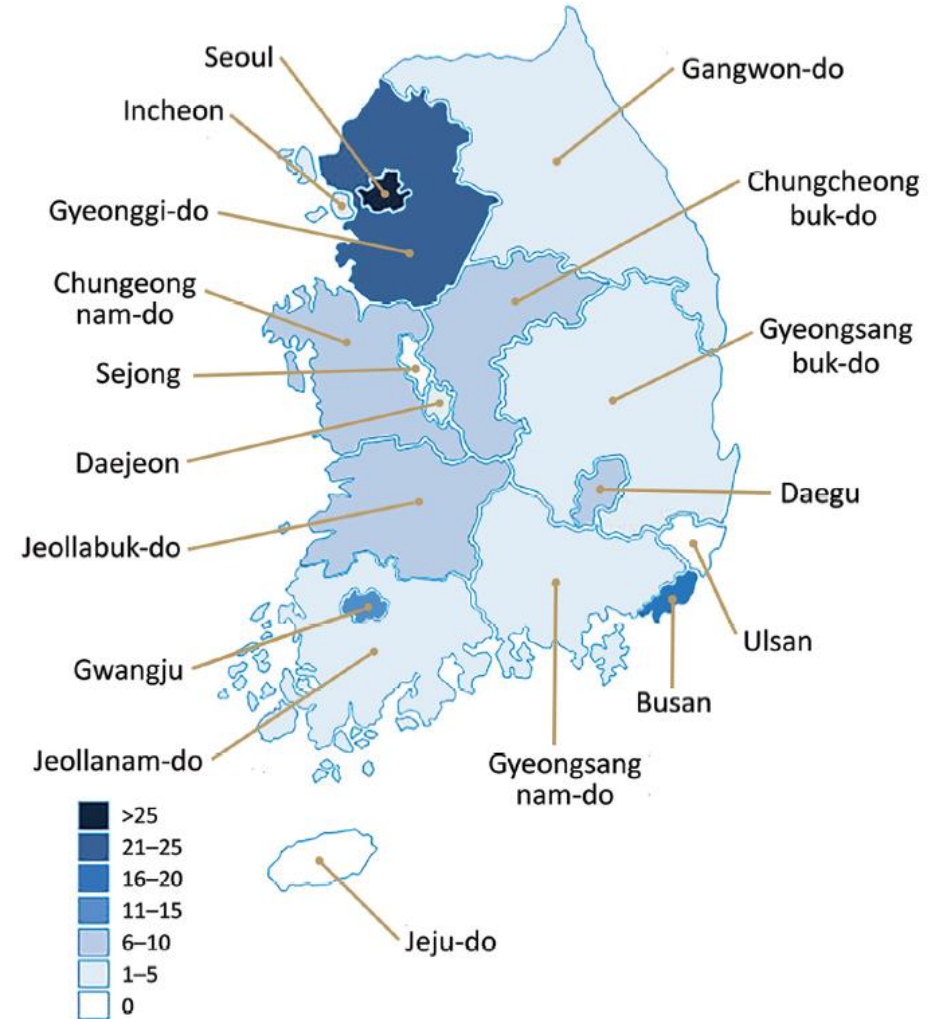 Seoul
Incheon
Gyeonggi-do
Chungeong
nam-do
Sejong
Daejeon
Jeollabuk-do
Gwangju
Jeollanam-do
Gangwon-do
Chungcheong
buk-do
Gyeongsang
buk-do
Daegu
Ulsan
Busan
Gyeongsang
nam-do
Jeju-do
>25
21–25
16–20
11–15
6–10
1–5
0